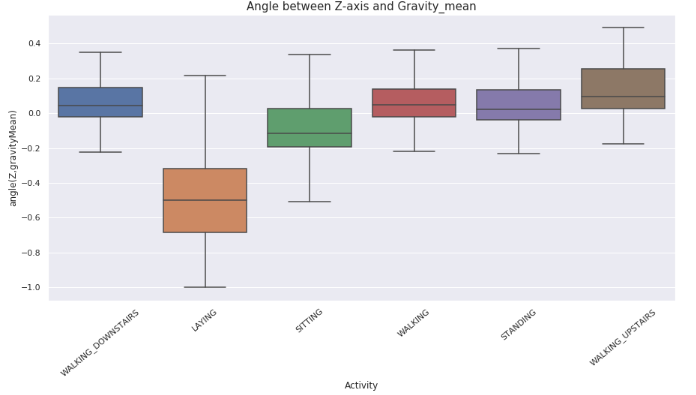 Angle between Z-axis and Gravity_mean
angle(Z,gravityMean)
0.4
0.2
0.0
−0.2
−0.4
−0.6
−0.8
−1.0
WALKING_DOWNSTAIRS
LAYING
SITTING
WALKING
STANDING
WALKING_UPSTAIRS
Activity